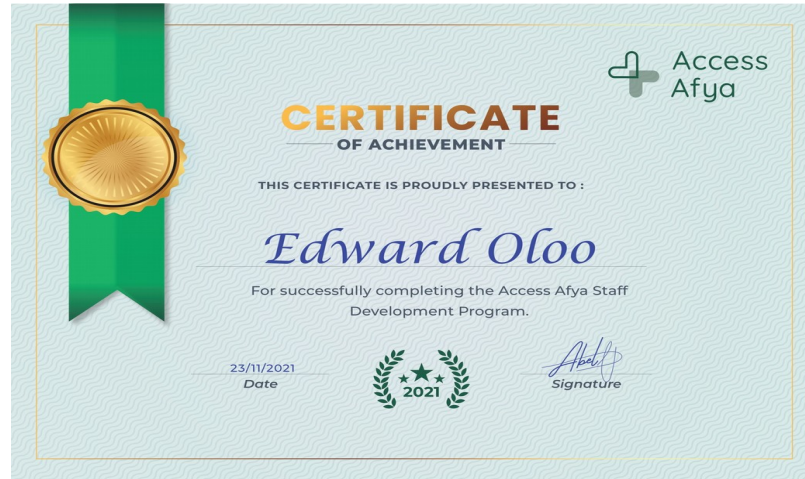 Access
Afya
CERTIFICATE
OF ACHIEVEMENT
THIS CERTIFICATE IS PROUDLY PRESENTED TO :
Edward Oloo
For successfully completing the Access Afya Staff
Development Program.
23/11/2021
Date
2021
Abel
Signature